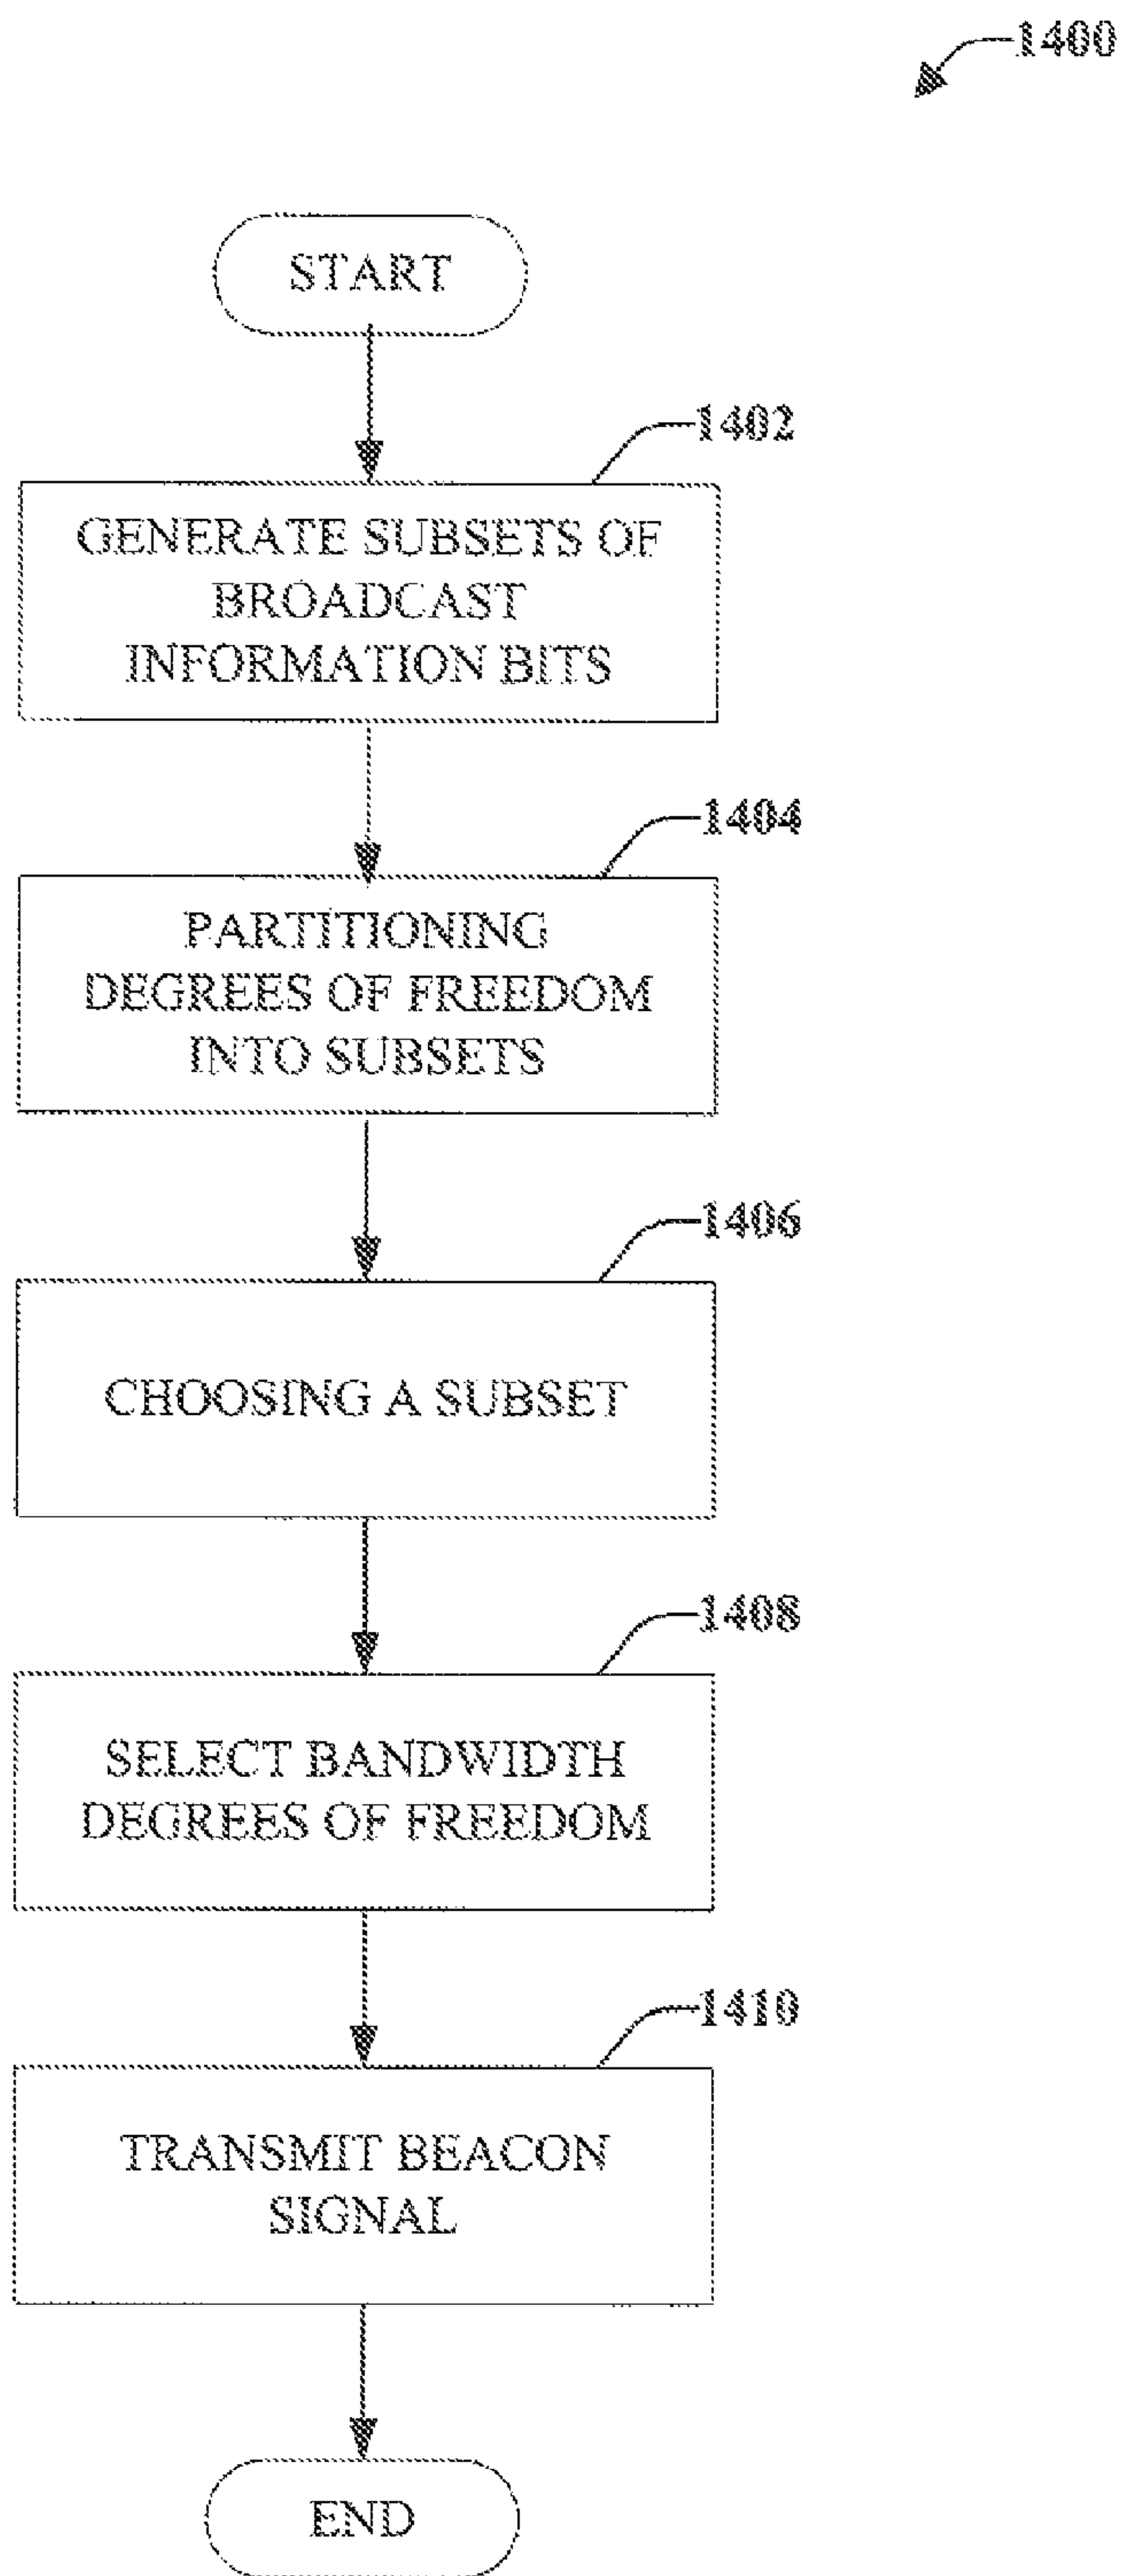 1400
START
1402
GENERATE SUBSETS OF
BROADCAST
INFORMATION BITS
1404
PARTITIONING
DEGREES OF FREEDOM
INTO SUBSETS
1406
CHOOSING A SUBSET
1408
SELECT BANDWIDTH
DEGREES OF FREEDOM
1410
TRANSMIT BEACON
SIGNAL
END